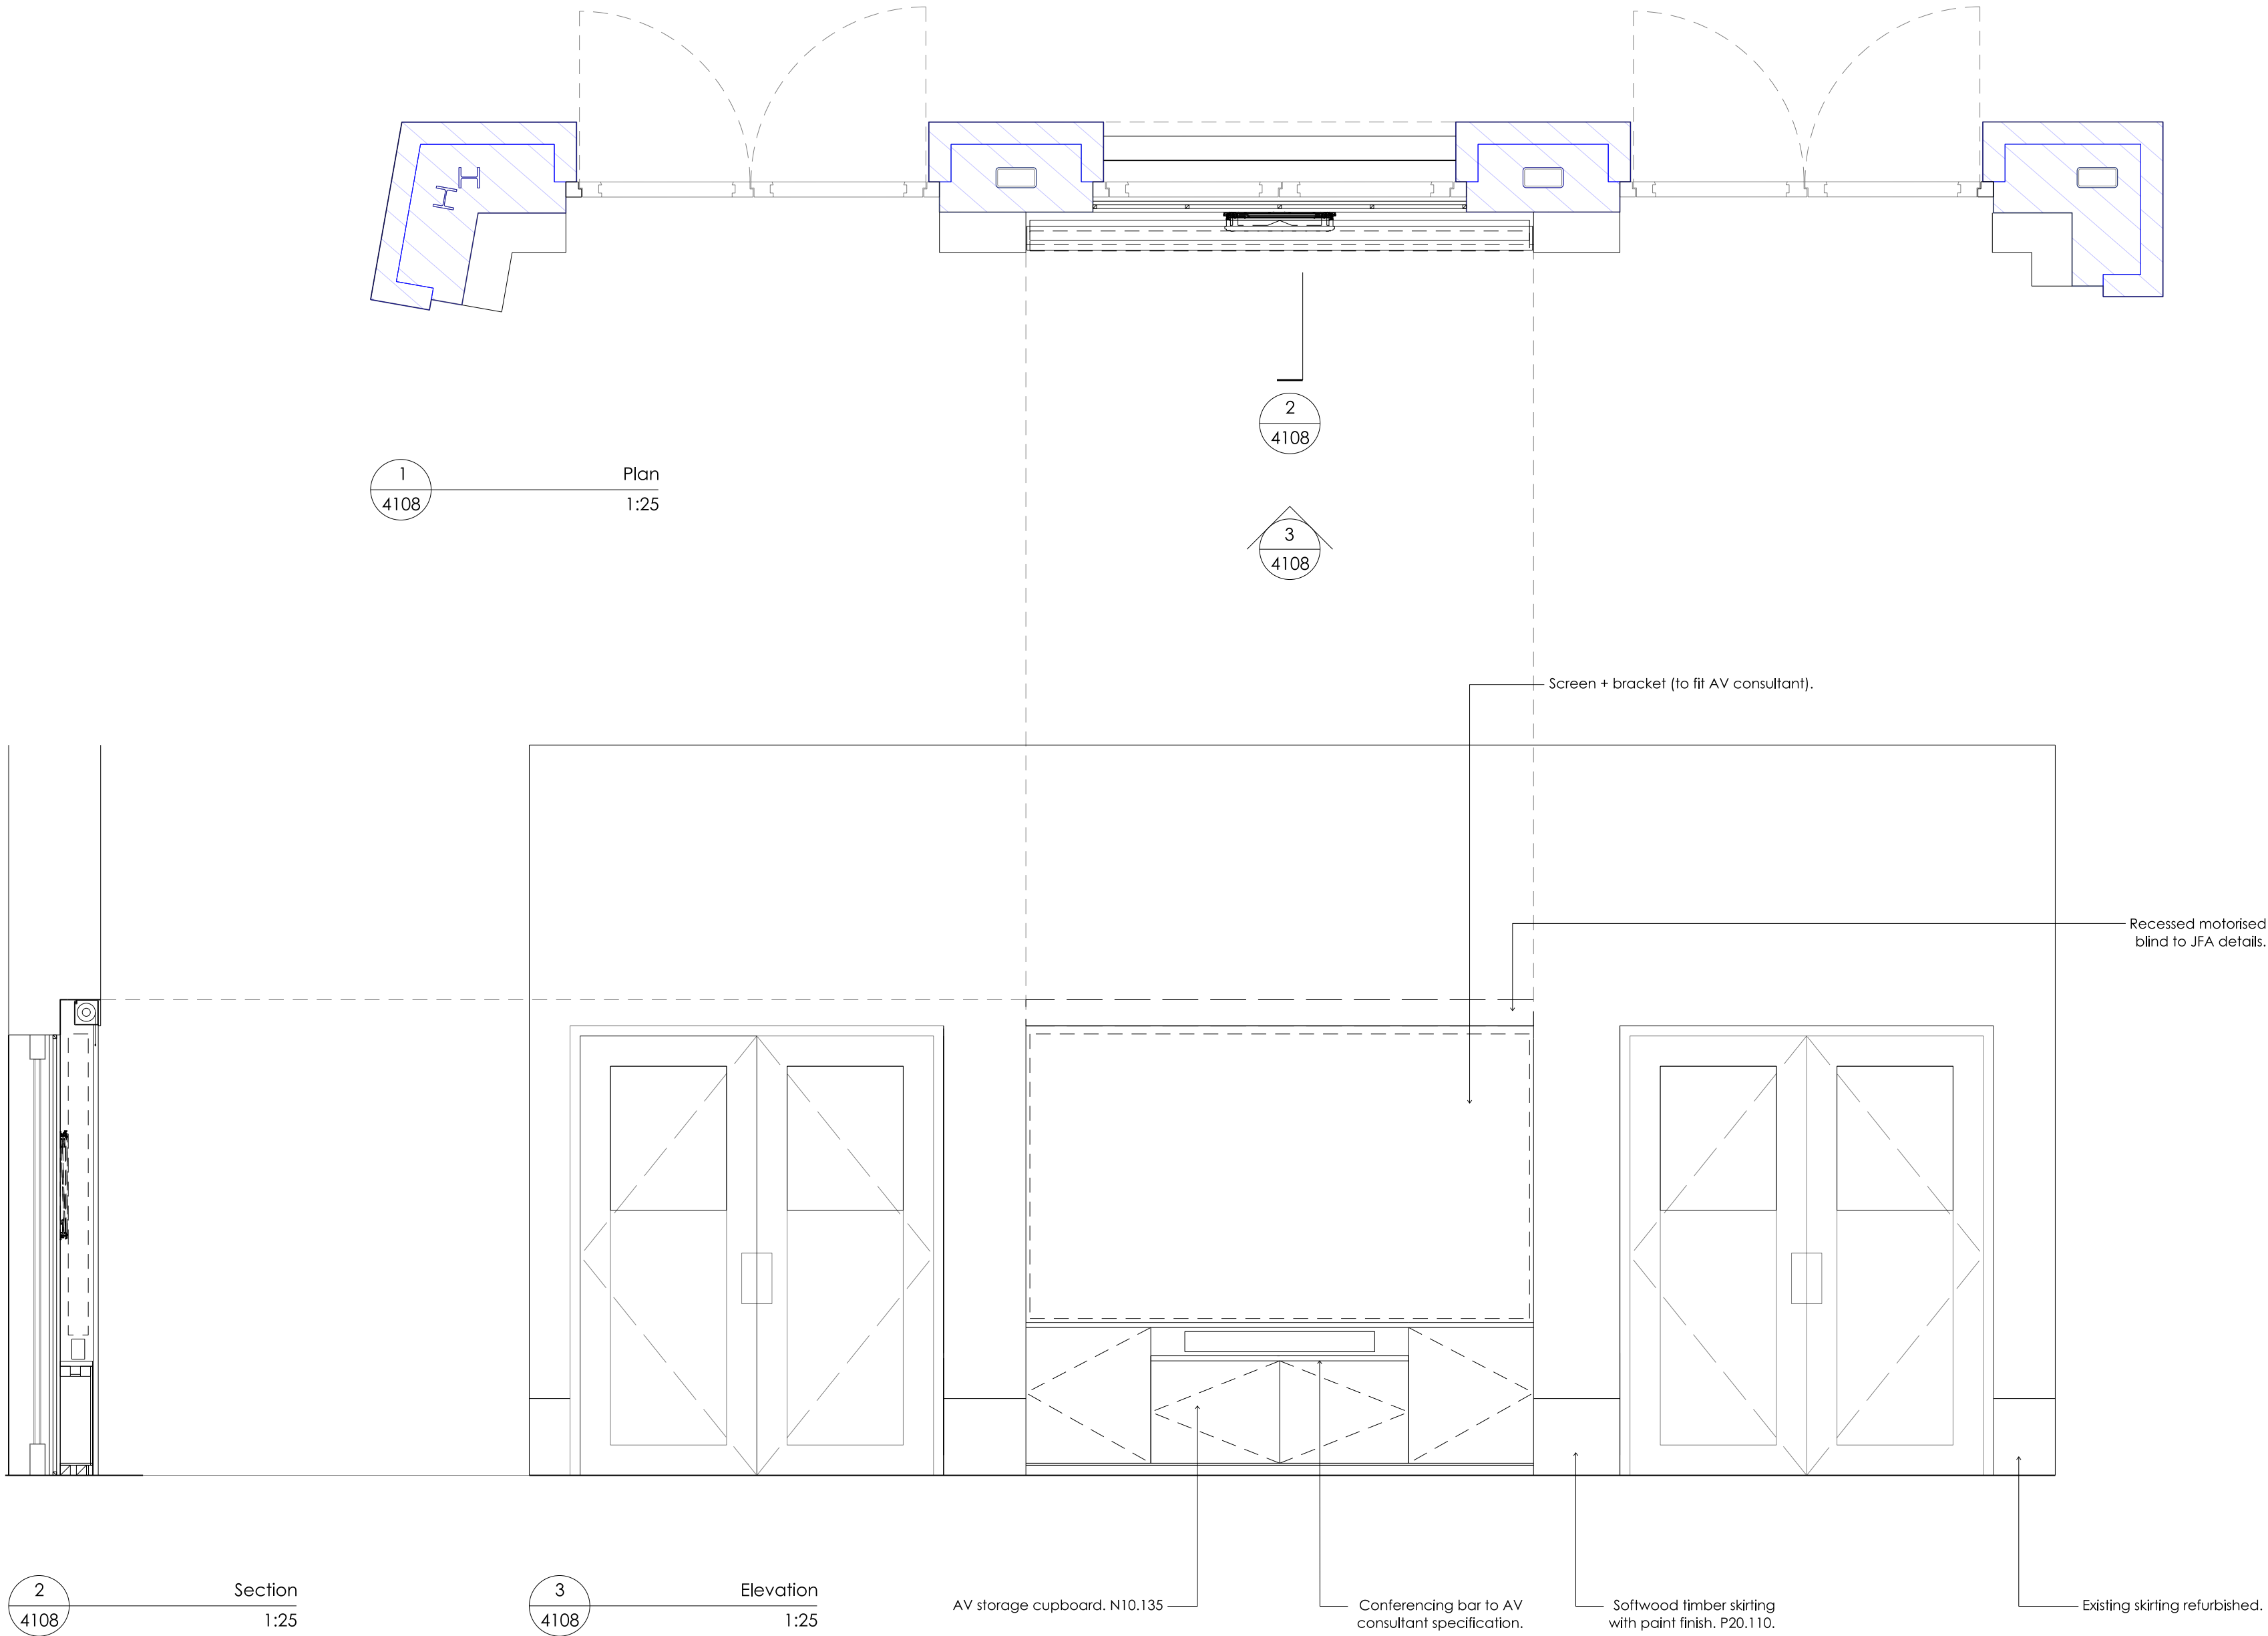 2
4108
1
4108
Plan
1:25
3
4108
Screen + bracket (to fit AV consultant).
Recessed motorised
blind to JFA details.
2
4108
Section
1:25
3
4108
Elevation
1:25
AV storage cupboard. N10.135
Conferencing bar to AV
consultant specification.
Softwood timber skirting
with paint finish. P20.110.
Existing skirting refurbished.